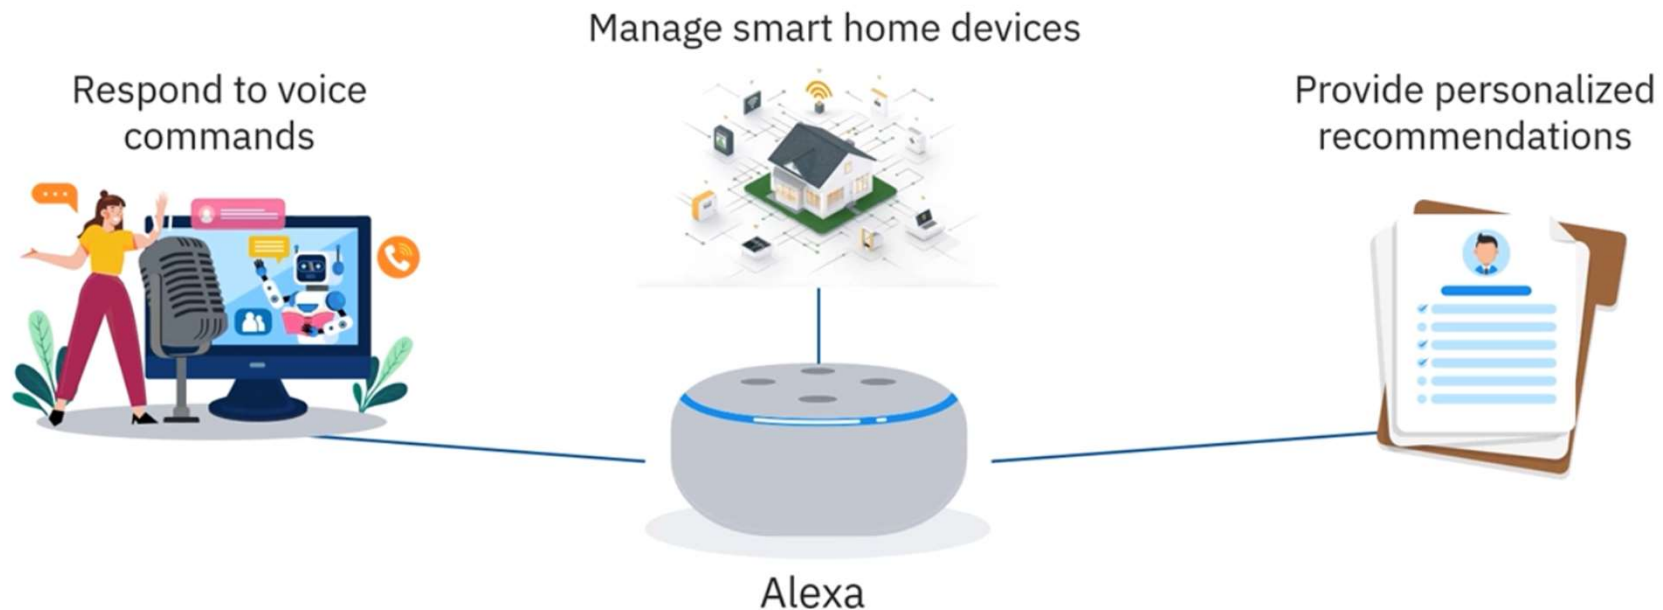 Manage smart home devices
Respond to voice
commands
Provide personalized
recommendations
Alexa